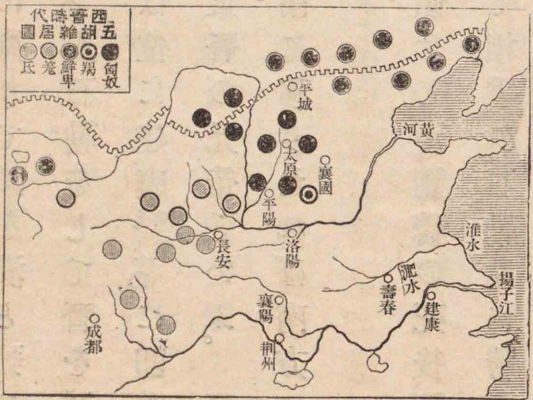 西晉時代
五胡雜居圖
匈奴
羯
鮮卑
羌
氐
平城
黃河
太原
襄國
平陽
長安
洛陽
淮水
淝水
壽春
揚子江
建康
襄陽
荆州
成都